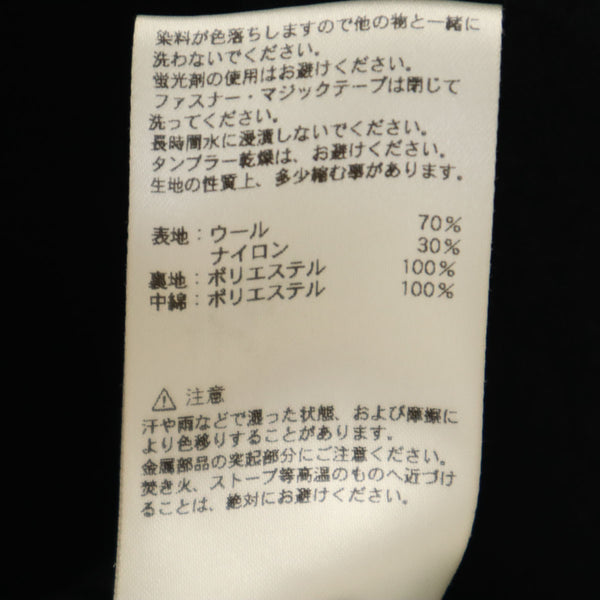 染料が色落ちしますので他の物と一緒に
洗わないでください。
蛍光剤の使用はお避けください。
ファスナー・マジックテープは閉じて
洗ってください。
長時間水に浸漬しないでください。
タンブラー乾燥は、お避けください。
生地の性質上、多少縮む事があります。
表地：ウール 70%
ナイロン 30%
裏地：ポリエステル 100%
中綿：ポリエステル 100%
⚠ 注意
汗や雨などで湿った状態、および摩擦に
より色移りすることがあります。
金属部品の突起部分にご注意ください。
焚き火、ストーブ等高温のものへ近づけ
ることは、絶対にお避けください。